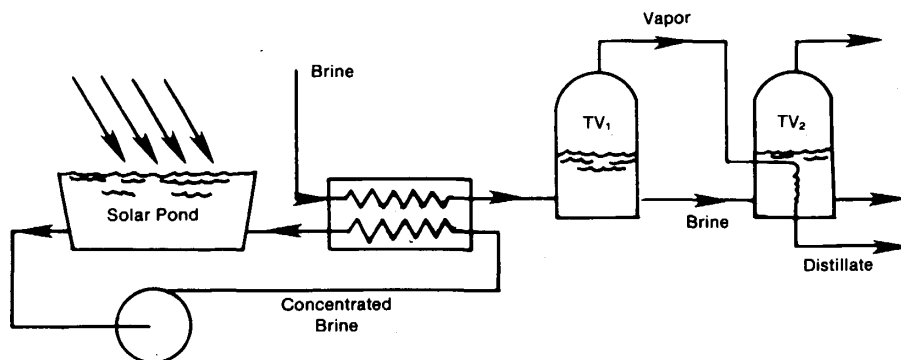 Vapor
Brine
TV1
TV2
Solar Pond
Brine
Distillate
Concentrated
Brine